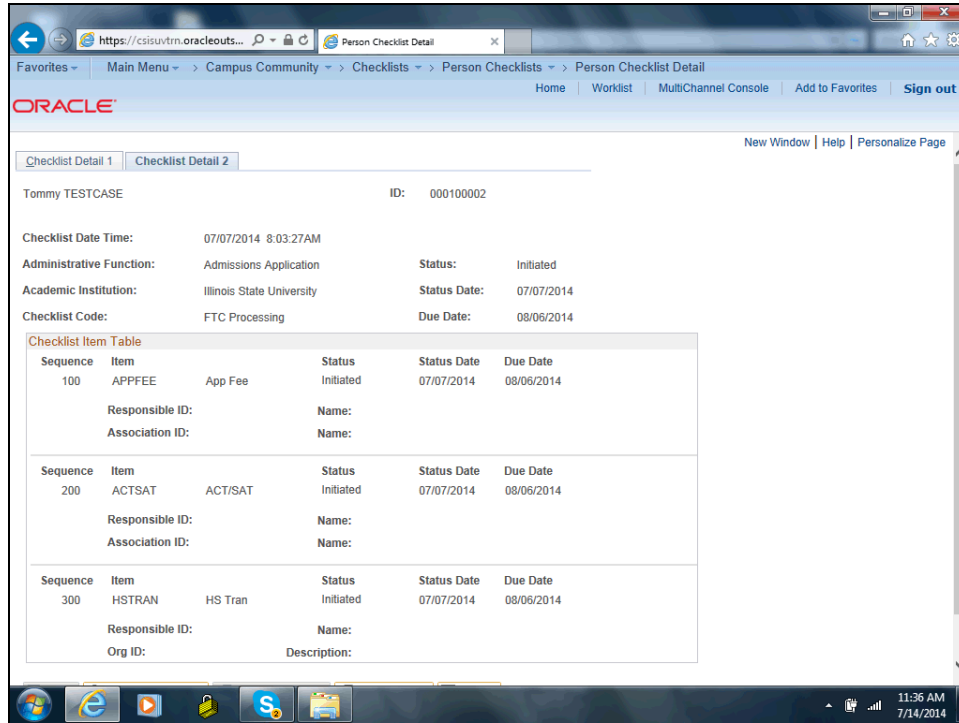 https://csisuvtrn.oracleouts...
Person Checklist Detail
Favorites Main Menu > Campus Community > Checklists > Person Checklists > Person Checklist Detail
Home | Worklist | MultiChannel Console | Add to Favorites | Sign out
ORACLE
New Window | Help | Personalize Page
Checklist Detail 1 Checklist Detail 2
Tommy TESTCASE ID: 000100002
Checklist Date Time: 07/07/2014 8:03:27AM
Administrative Function: Admissions Application Status: Initiated
Academic Institution: Illinois State University Status Date: 07/07/2014
Checklist Code: FTC Processing Due Date: 08/06/2014
Checklist Item Table
Sequence Item Status Status Date Due Date
100 APPFEE App Fee Initiated 07/07/2014 08/06/2014
Responsible ID: Name:
Association ID: Name:
Sequence Item Status Status Date Due Date
200 ACTSAT ACT/SAT Initiated 07/07/2014 08/06/2014
Responsible ID: Name:
Association ID: Name:
Sequence Item Status Status Date Due Date
300 HSTRAN HS Tran Initiated 07/07/2014 08/06/2014
Responsible ID: Name:
Org ID: Description:
11:36 AM
7/14/2014